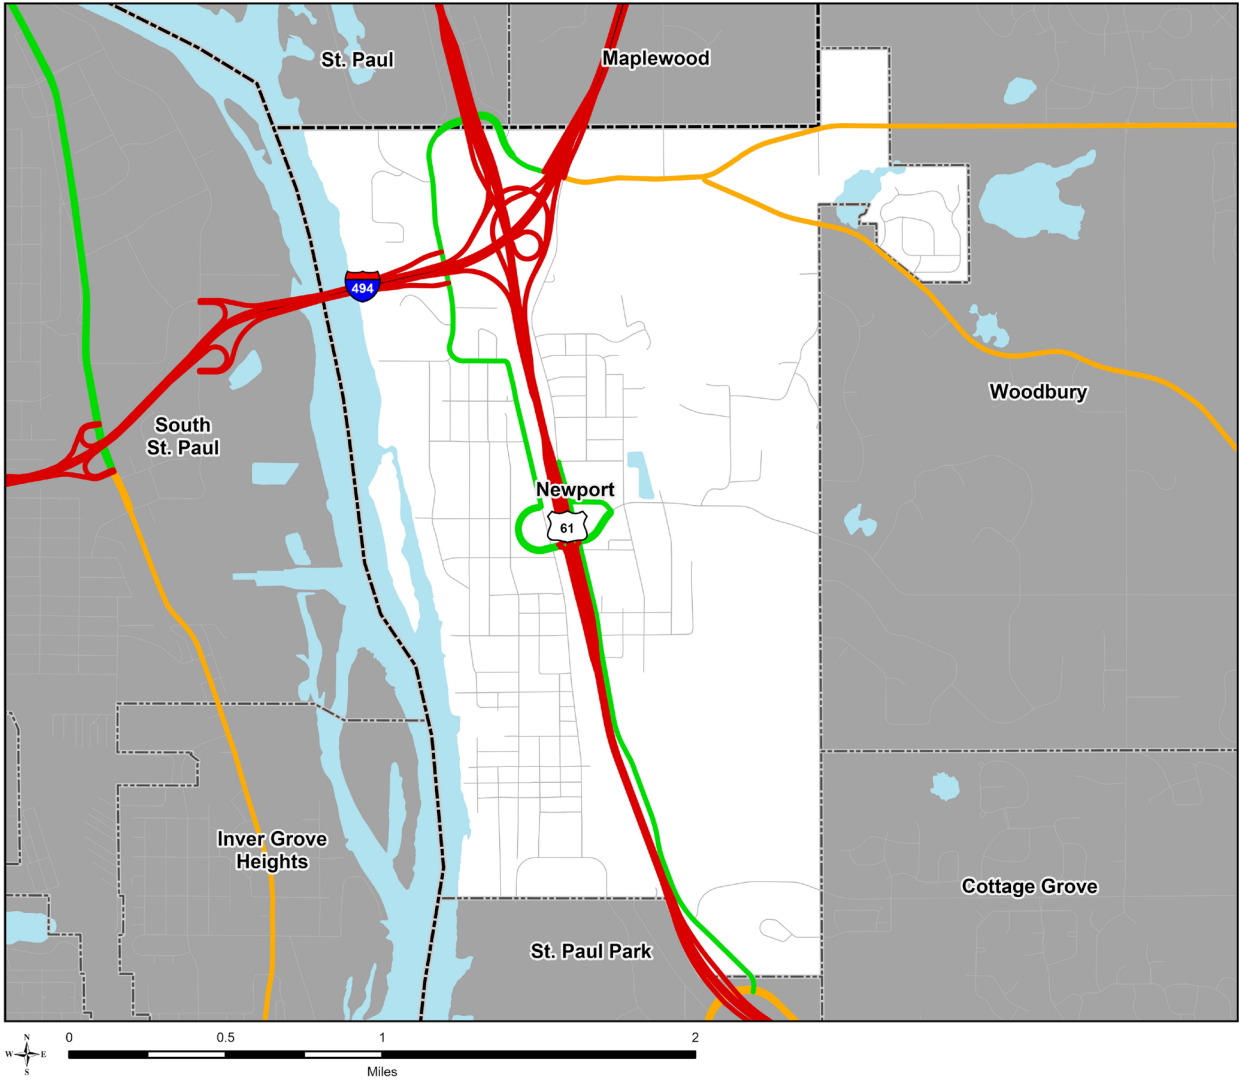 St. Paul
Maplewood
494
South
St. Paul
Woodbury
Newport
61
Inver Grove
Heights
Cottage Grove
St. Paul Park
N
W E
S
0 0.5 1 2
Miles